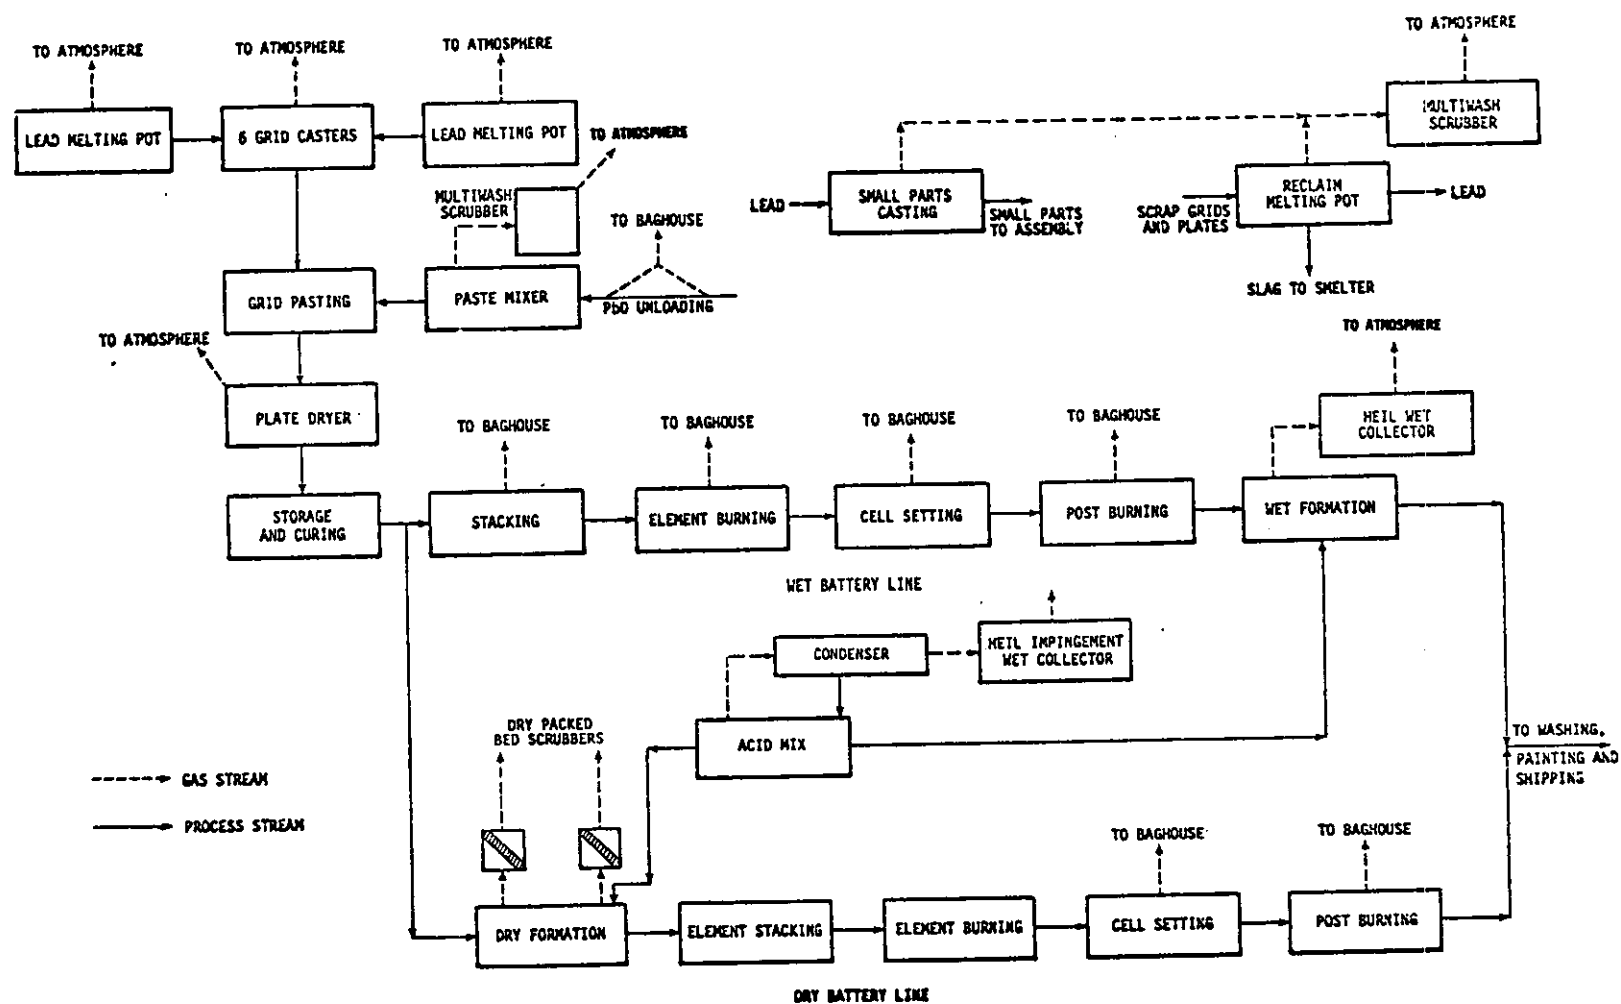 TO ATMOSPHERE
TO ATMOSPHERE
TO ATMOSPHERE
TO ATMOSPHERE
LEAD MELTING POT
6 GRID CASTERS
LEAD MELTING POT
TO ATMOSPHERE
MULTIWASH
SCRUBBER
MULTIWASH
SCRUBBER
LEAD
SMALL PARTS
CASTING
SMALL PARTS
TO ASSEMBLY
SCRAP GRIDS
AND PLATES
RECLAIM
MELTING POT
LEAD
SLAG TO SMELTER
TO BAGHOUSE
GRID PASTING
PASTE MIXER
PbO UNLOADING
TO ATMOSPHERE
PLATE DRYER
TO ATMOSPHERE
HEIL WET
COLLECTOR
TO BAGHOUSE
TO BAGHOUSE
TO BAGHOUSE
TO BAGHOUSE
STORAGE
AND CURING
STACKING
ELEMENT BURNING
CELL SETTING
POST BURNING
WET FORMATION
WET BATTERY LINE
CONDENSER
HEIL IMPINGEMENT
WET COLLECTOR
DRY PACKED
BED SCRUBBERS
ACID MIX
TO WASHING,
PAINTING AND
SHIPPING
GAS STREAM
PROCESS STREAM
TO BAGHOUSE
TO BAGHOUSE
DRY FORMATION
ELEMENT STACKING
ELEMENT BURNING
CELL SETTING
POST BURNING
DRY BATTERY LINE